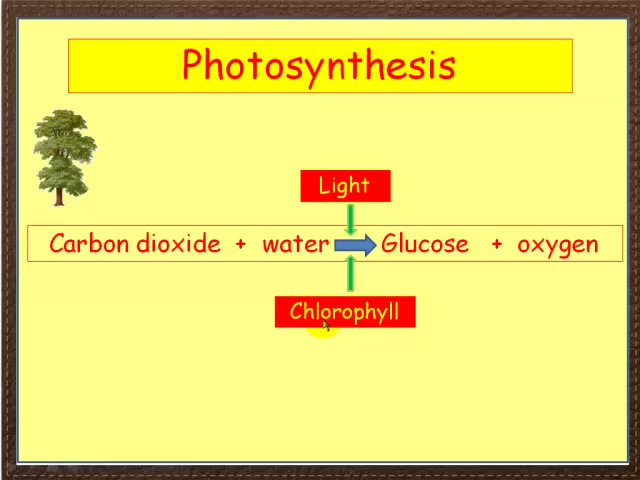 Photosynthesis
Light
Carbon dioxide + water Glucose + oxygen
Chlorophyll